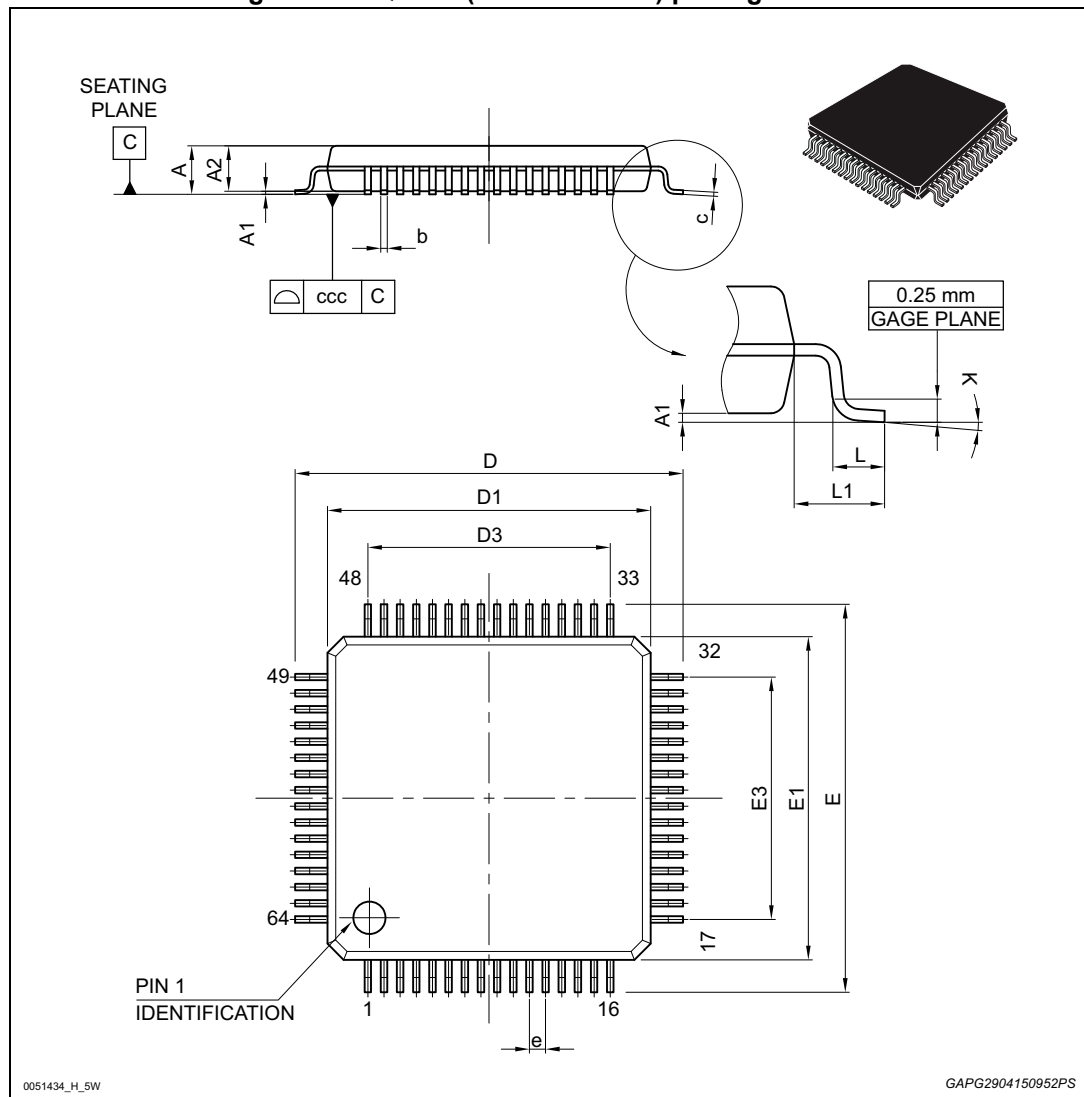 SEATING
PLANE
C
A
A2
A1
b
c
ccc C
0.25 mm
GAGE PLANE
K
A1
L
L1
D
D1
D3
48
33
32
49
E3
E1
E
64
17
PIN 1
IDENTIFICATION
1
16
e
0051434_H_5W
GAPG2904150952PS